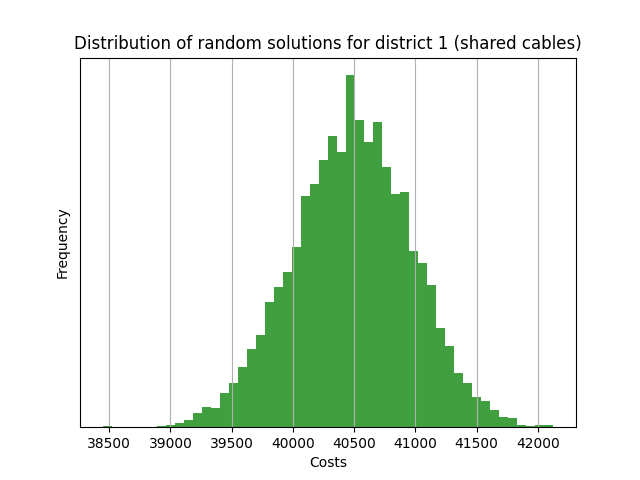 Distribution of random solutions for district 1 (shared cables)
Frequency
38500 39000 39500 40000 40500 41000 41500 42000
Costs